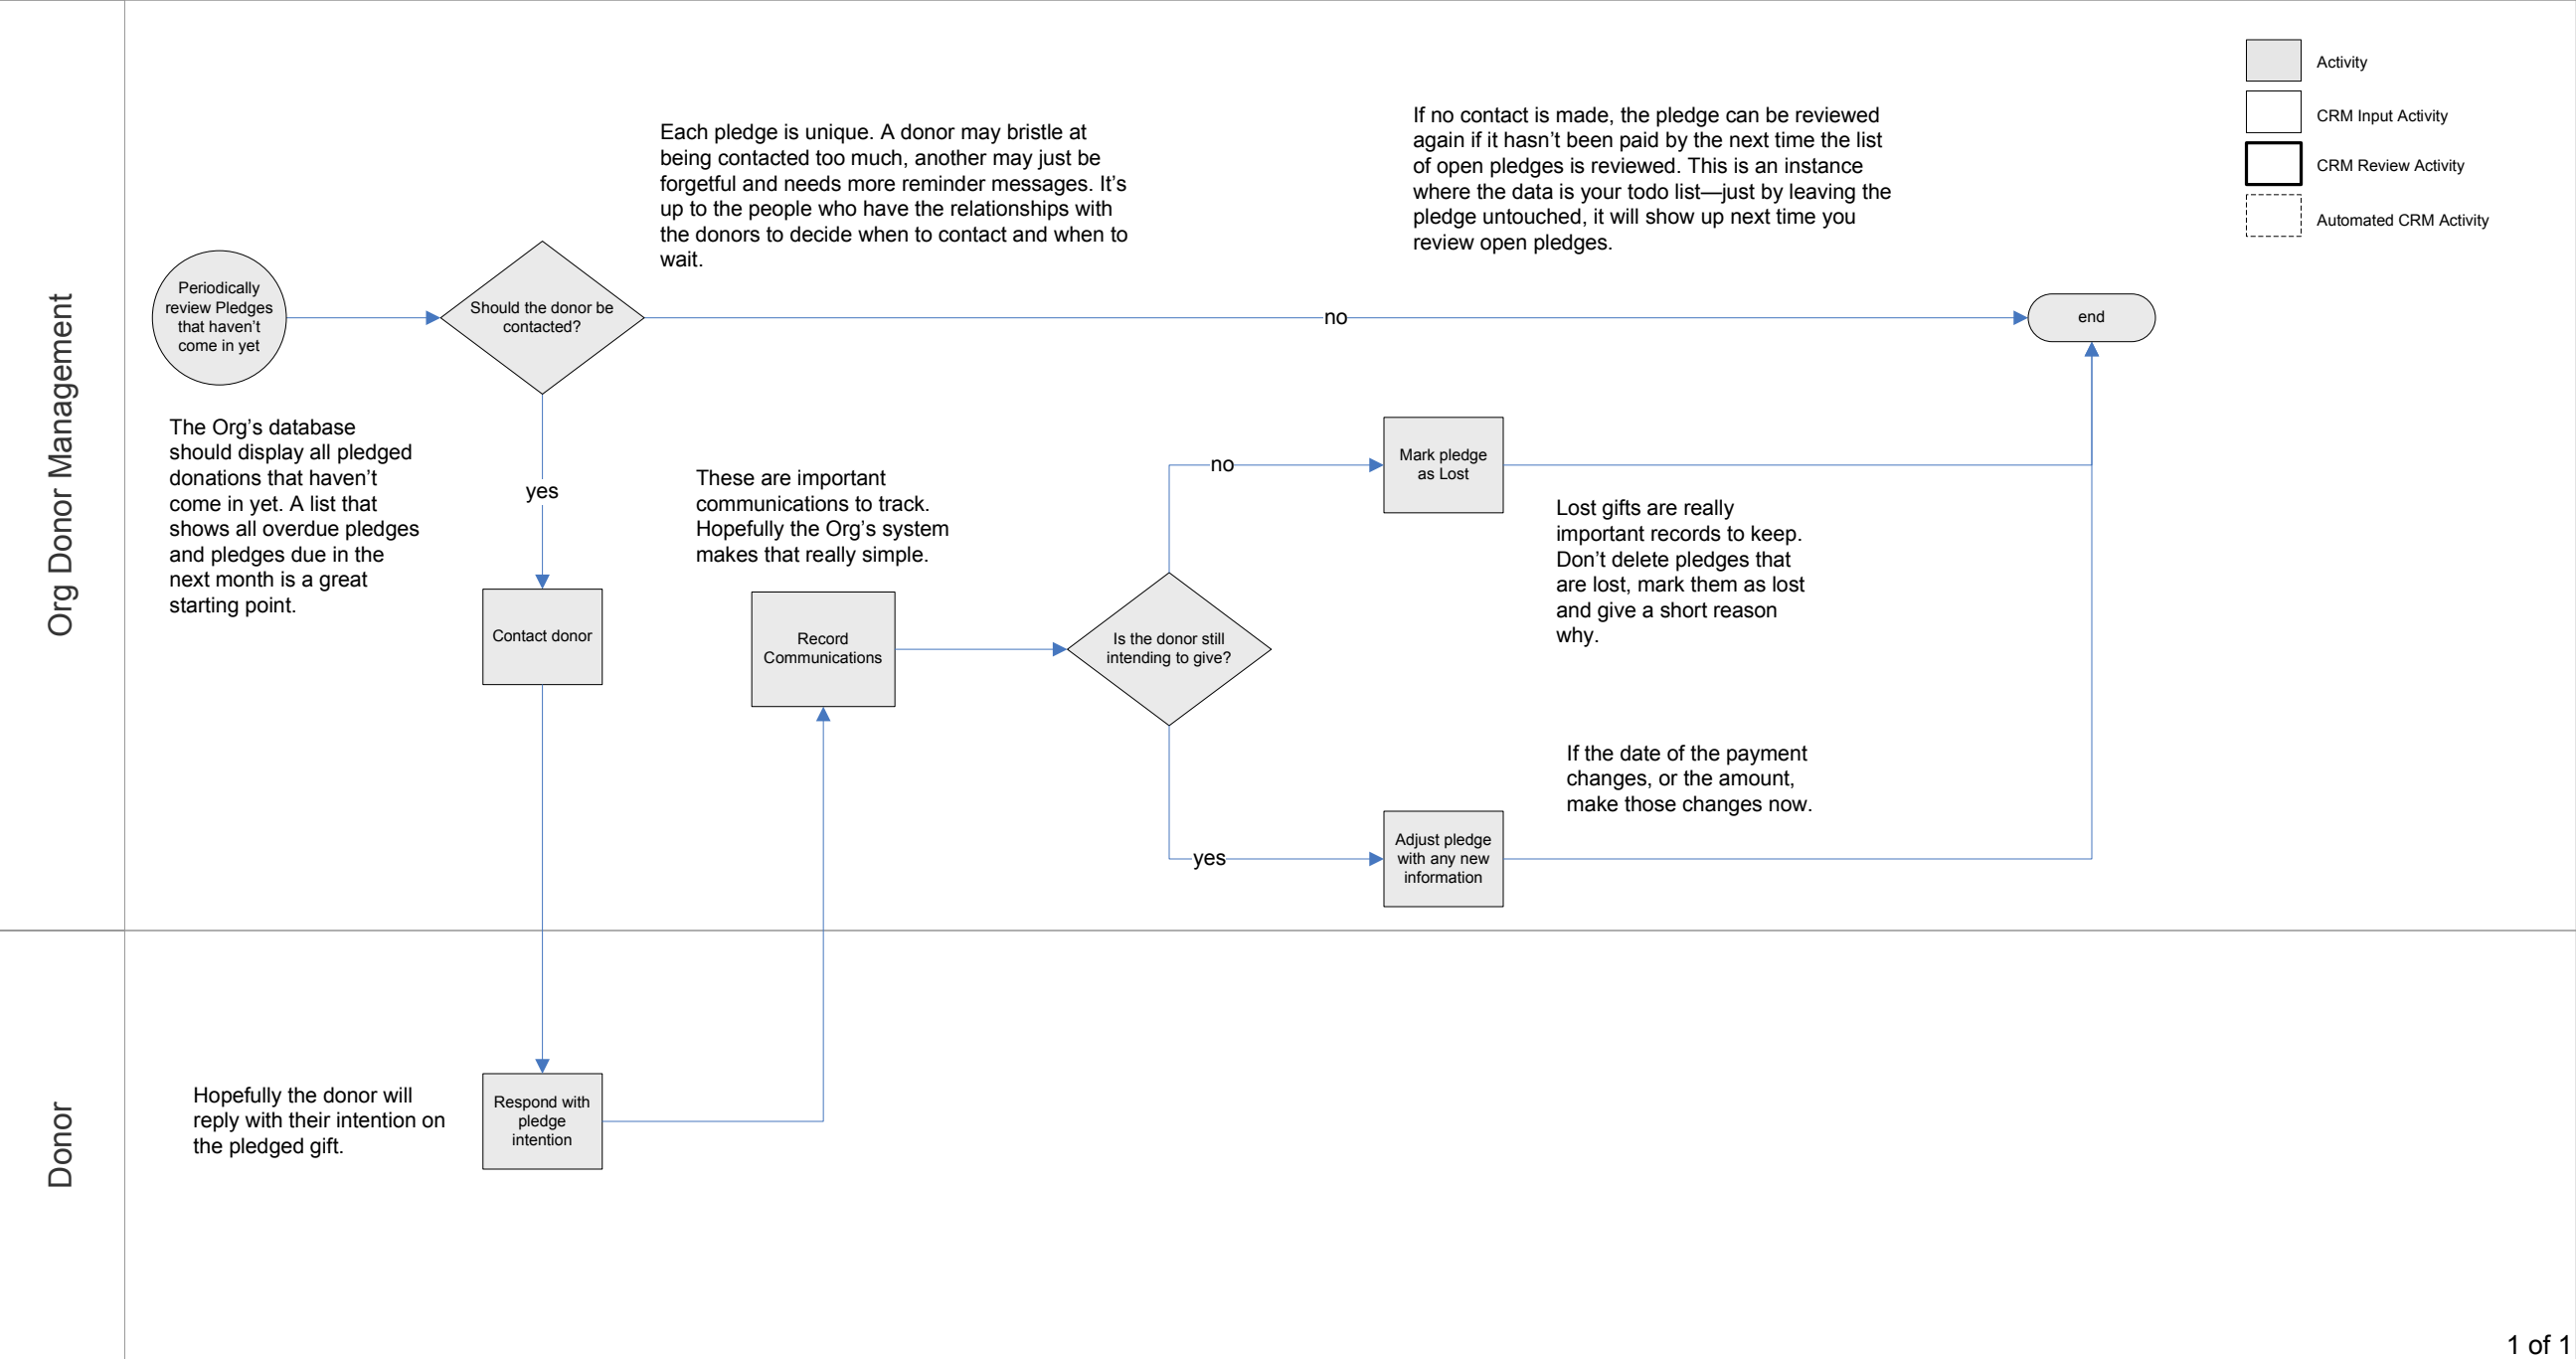 Org Donor Management
Activity
CRM Input Activity
CRM Review Activity
Automated CRM Activity
Each pledge is unique. A donor may bristle at
being contacted too much, another may just be
forgetful and needs more reminder messages. It’s
up to the people who have the relationships with
the donors to decide when to contact and when to
wait.
If no contact is made, the pledge can be reviewed
again if it hasn’t been paid by the next time the list
of open pledges is reviewed. This is an instance
where the data is your todo list—just by leaving the
pledge untouched, it will show up next time you
review open pledges.
Periodically
review Pledges
that haven’t
come in yet
Should the donor be
contacted?
no
end
The Org’s database
should display all pledged
donations that haven’t
come in yet. A list that
shows all overdue pledges
and pledges due in the
next month is a great
starting point.
yes
These are important
communications to track.
Hopefully the Org’s system
makes that really simple.
no
Mark pledge
as Lost
Lost gifts are really
important records to keep.
Don’t delete pledges that
are lost, mark them as lost
and give a short reason
why.
Contact donor
Record
Communications
Is the donor still
intending to give?
If the date of the payment
changes, or the amount,
make those changes now.
yes
Adjust pledge
with any new
information
Donor
Hopefully the donor will
reply with their intention on
the pledged gift.
Respond with
pledge
intention
1 of 1